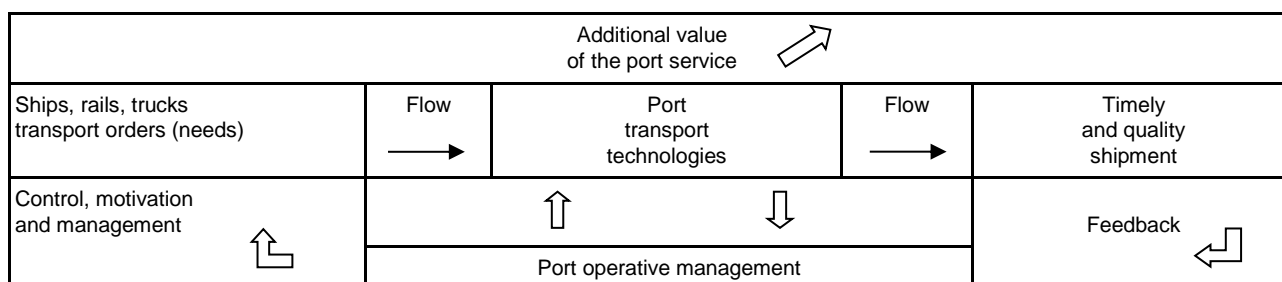 Additional value
of the port service
Ships, rails, trucks
transport orders (needs)
Flow
Port
transport
technologies
Flow
Timely
and quality
shipment
Control, motivation
and management
Feedback
Port operative management